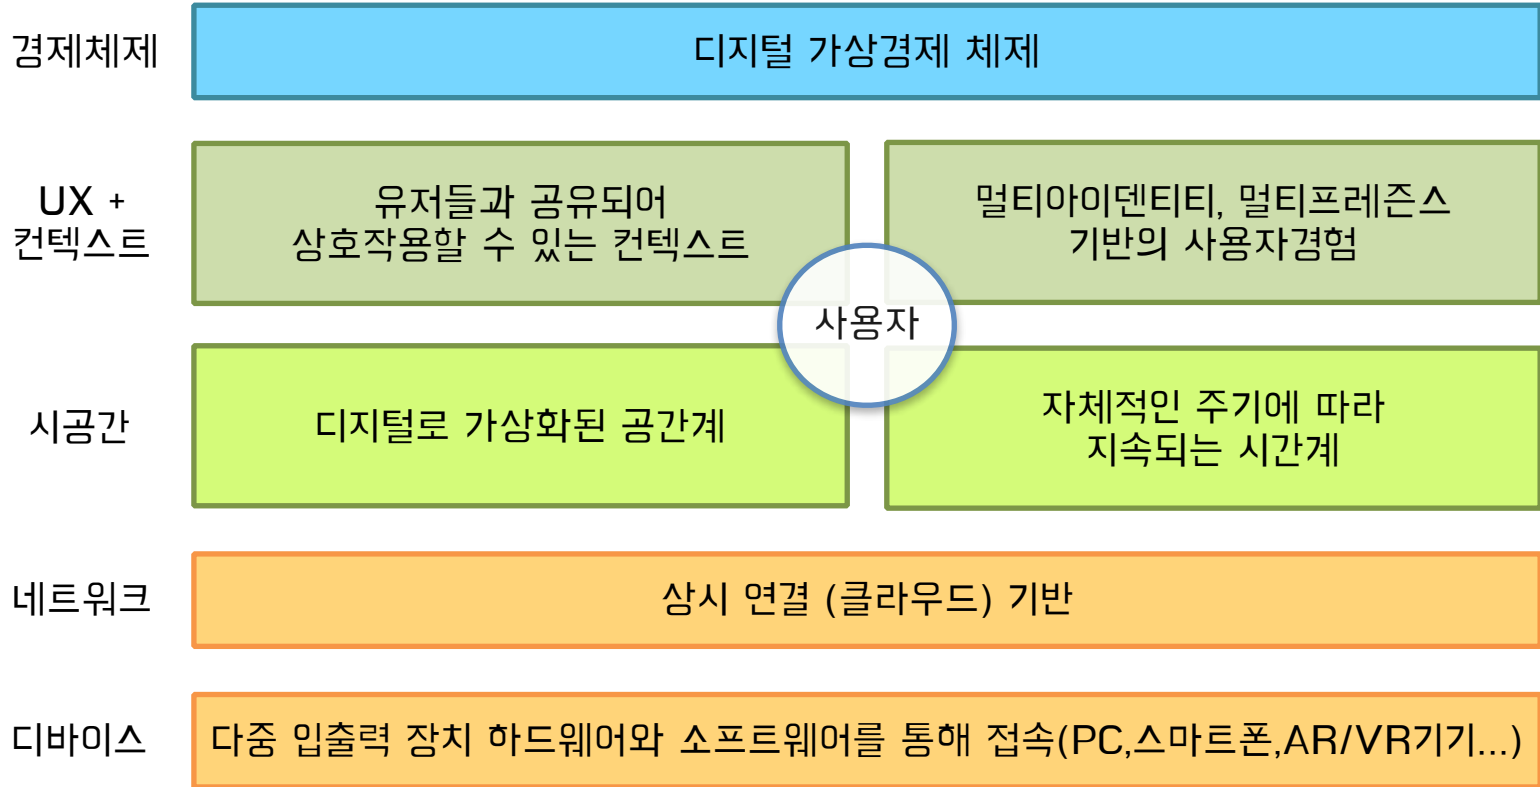 경제체제
디지털 가상경제 체제
UX +
컨텍스트
유저들과 공유되어
상호작용할 수 있는 컨텍스트
멀티아이덴티티, 멀티프레즌스
기반의 사용자경험
사용자
시공간
디지털로 가상화된 공간계
자체적인 주기에 따라
지속되는 시간계
네트워크
상시 연결 (클라우드) 기반
디바이스
다중 입출력 장치 하드웨어와 소프트웨어를 통해 접속(PC,스마트폰,AR/VR기기...)